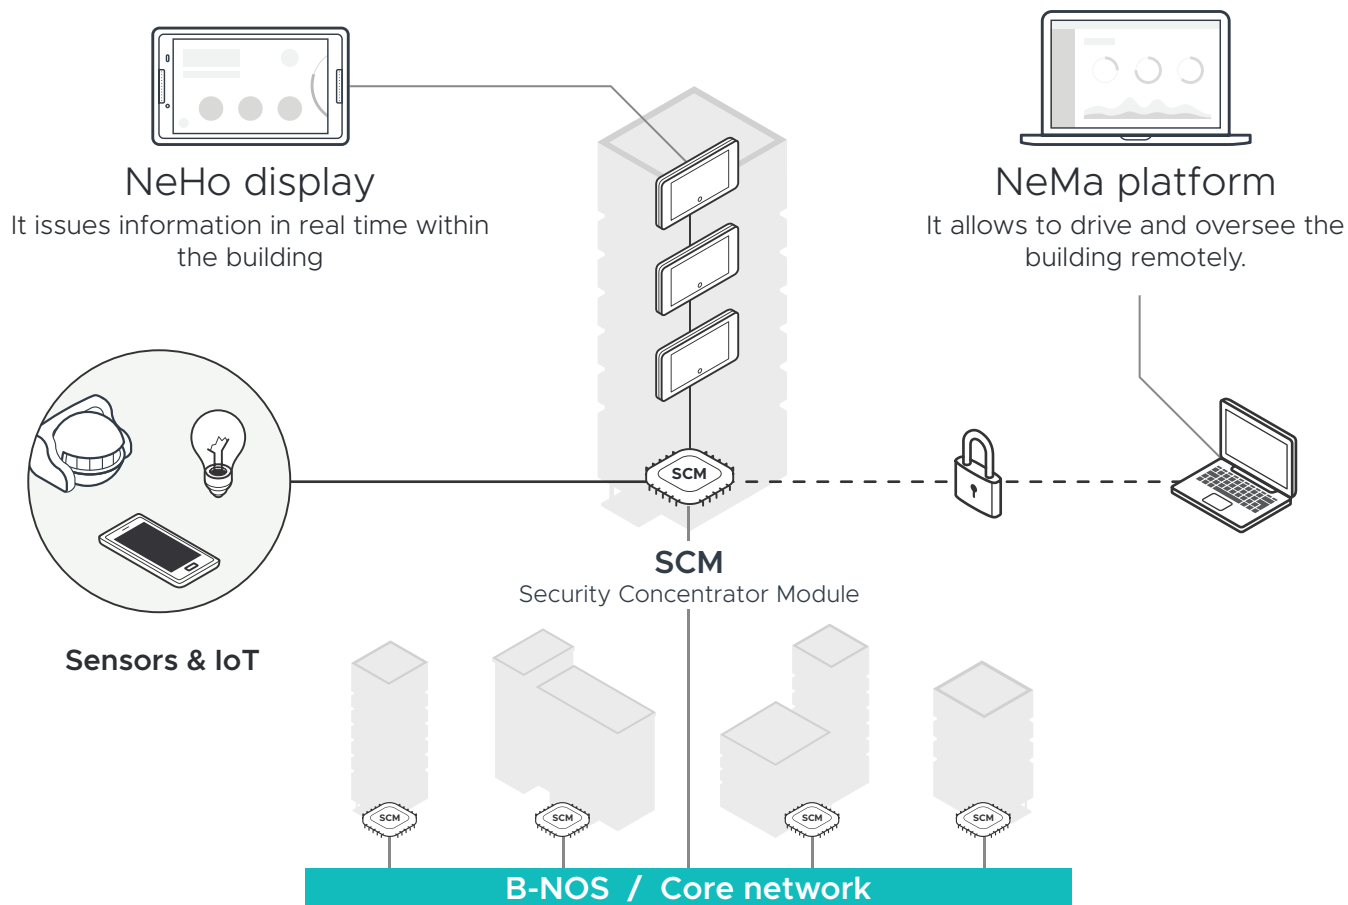 NeHo display
It issues information in real time within
the building
NeMa platform
It allows to drive and oversee the
building remotely.
SCM
SCM
Security Concentrator Module
Sensors & IoT
SCM
SCM
SCM
SCM
B-NOS / Core network